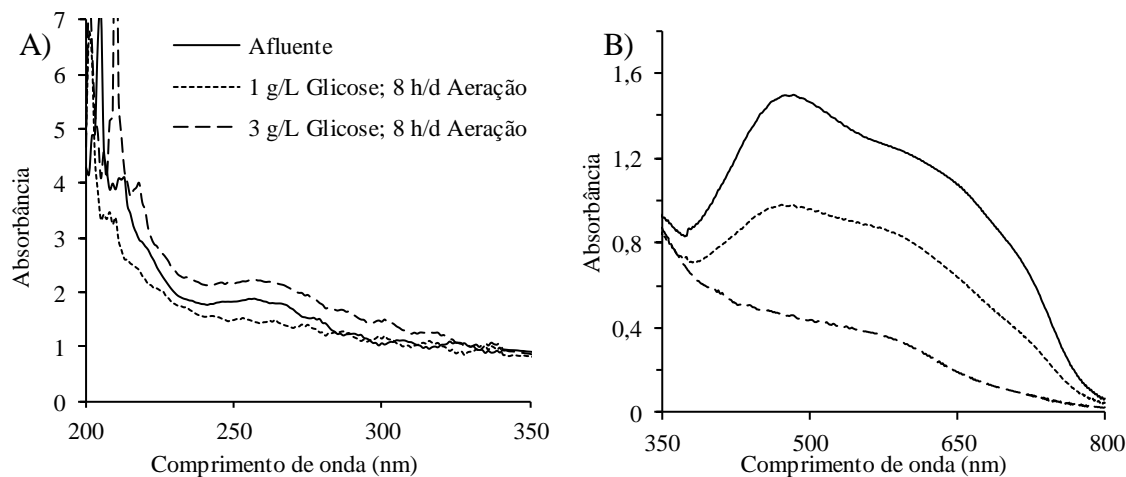 A)
Afluente
1 g/L Glicose; 8 h/d Aeração
3 g/L Glicose; 8 h/d Aeração
Absorbância
7
6
5
4
3
2
1
0
200
250
300
350
Comprimento de onda (nm)
B)
Absorbância
1,6
1,2
0,8
0,4
0
350
500
650
800
Comprimento de onda (nm)